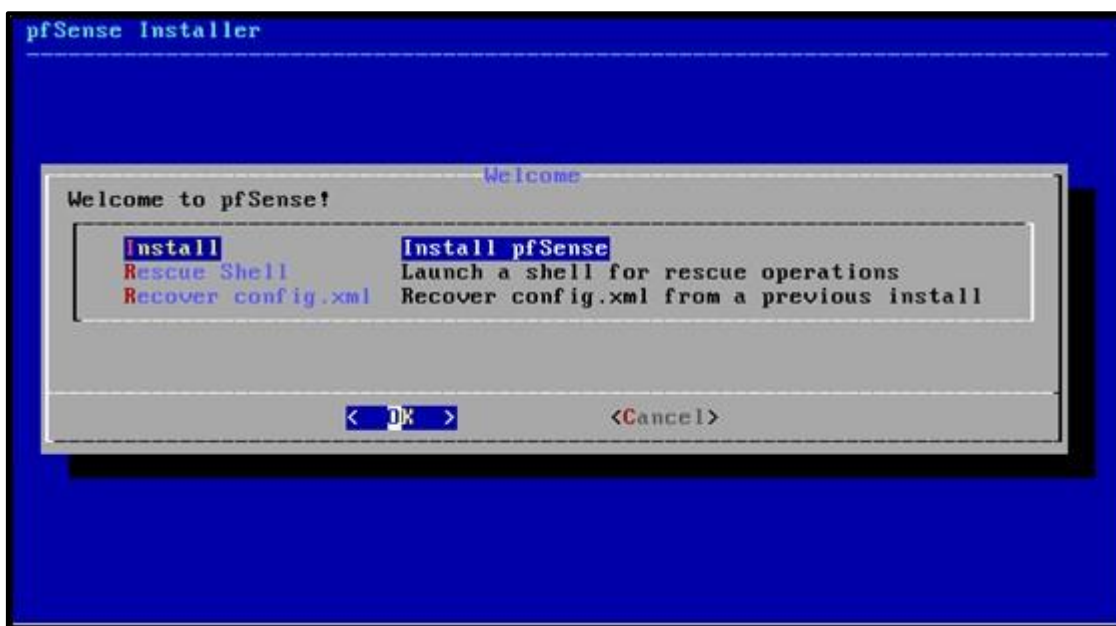 pfSense Installer
Welcome
Welcome to pfSense!
Install Install pfSense
Rescue Shell Launch a shell for rescue operations
Recover config.xml Recover config.xml from a previous install
< OK > <Cancel>